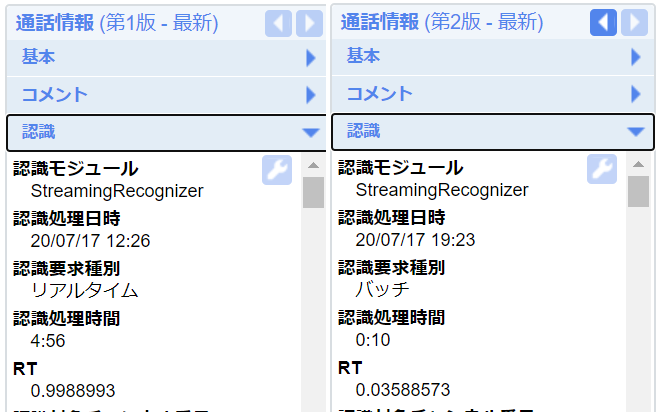 通話情報 (第1版 - 最新)
基本
コメント
認識
認識モジュール
StreamingRecognizer
認識処理日時
20/07/17 12:26
認識要求種別
リアルタイム
認識処理時間
4:56
RT
0.9988993
通話情報 (第2版 - 最新)
基本
コメント
認識
認識モジュール
StreamingRecognizer
認識処理日時
20/07/17 19:23
認識要求種別
バッチ
認識処理時間
0:10
RT
0.03588573